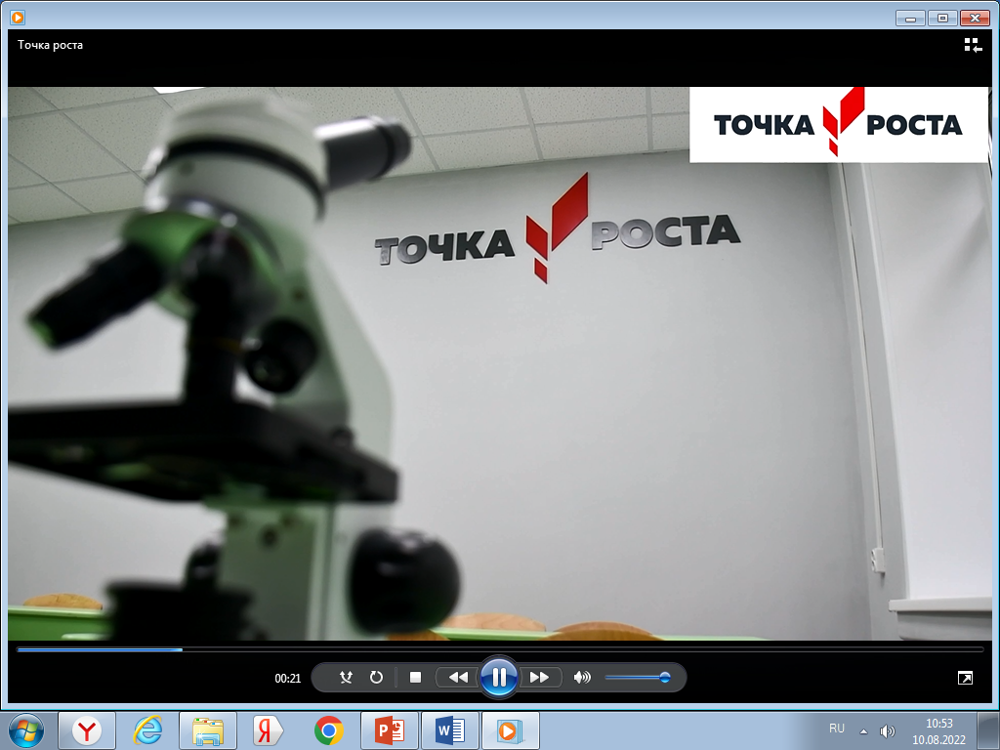 Точка роста
ТОЧКА РОСТА
ТОЧКА РОСТА
00:21
RU
10:53
10.08.2022